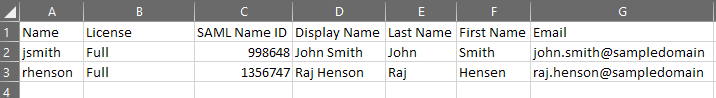 A B C D E F G
1 Name License SAML Name ID Display Name Last Name First Name Email
2 jsmith Full 998648 John Smith John Smith john.smith@sampledomain
3 rhenson Full 1356747 Raj Henson Raj Hensen raj.henson@sampledomain
4